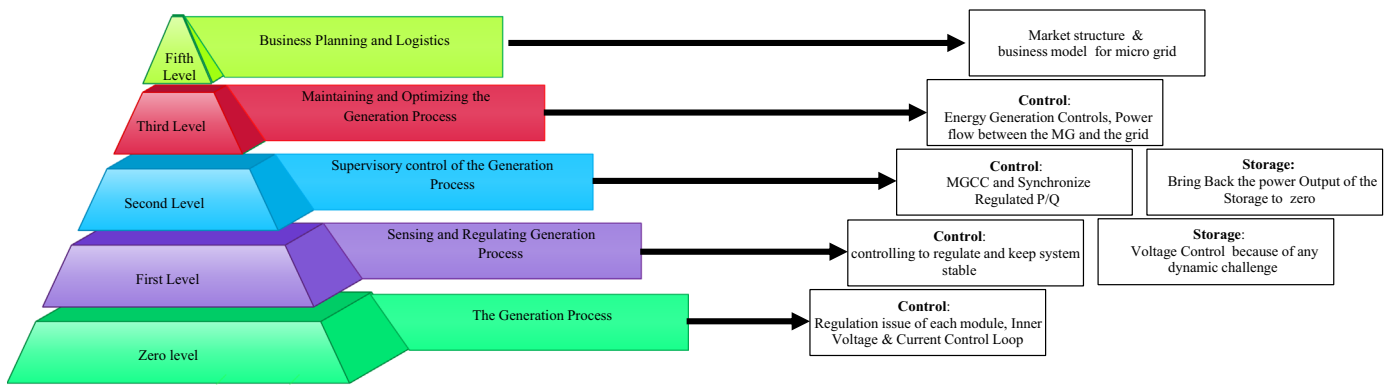 Fifth
Level
Business Planning and Logistics
Market structure &
business model for micro grid
Third Level
Maintaining and Optimizing the
Generation Process
Control:
Energy Generation Controls, Power
flow between the MG and the grid
Second Level
Supervisory control of the Generation
Process
Control:
MGCC and Synchronize
Regulated P/Q
Storage:
Bring Back the power Output of the
Storage to zero
First Level
Sensing and Regulating Generation
Process
Control:
controlling to regulate and keep system
stable
Storage:
Voltage Control because of any
dynamic challenge
Zero level
The Generation Process
Control:
Regulation issue of each module, Inner
Voltage & Current Control Loop